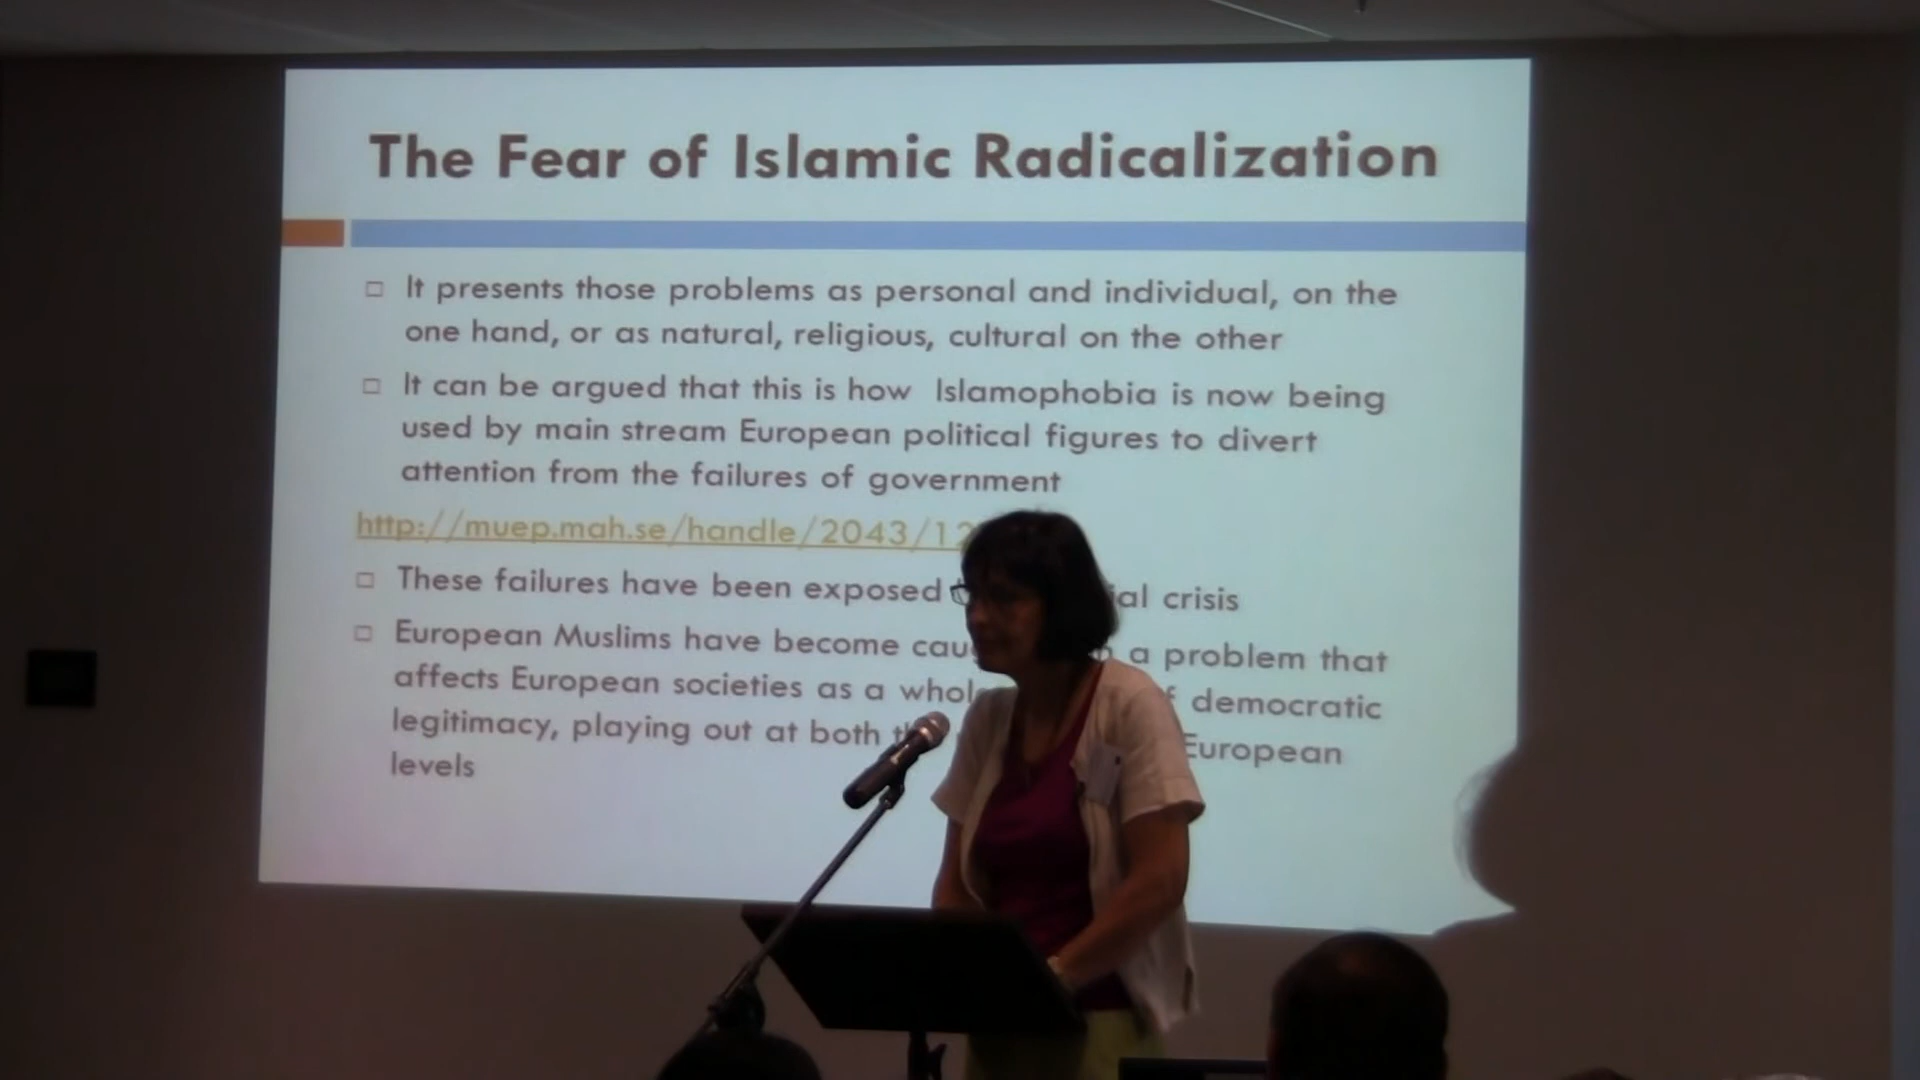 The Fear of Islamic Radicalization
It presents those problems as personal and individual, on the
one hand, or as natural, religious, cultural on the other
It can be argued that this is how Islamophobia is now being
used by main stream European political figures to divert
attention from the failures of government
http://muep.mah.se/handle/2043/12
These failures have been exposed crisis
European Muslims have become a problem that
affects European societies as a democratic
legitimacy, playing out at both European
levels